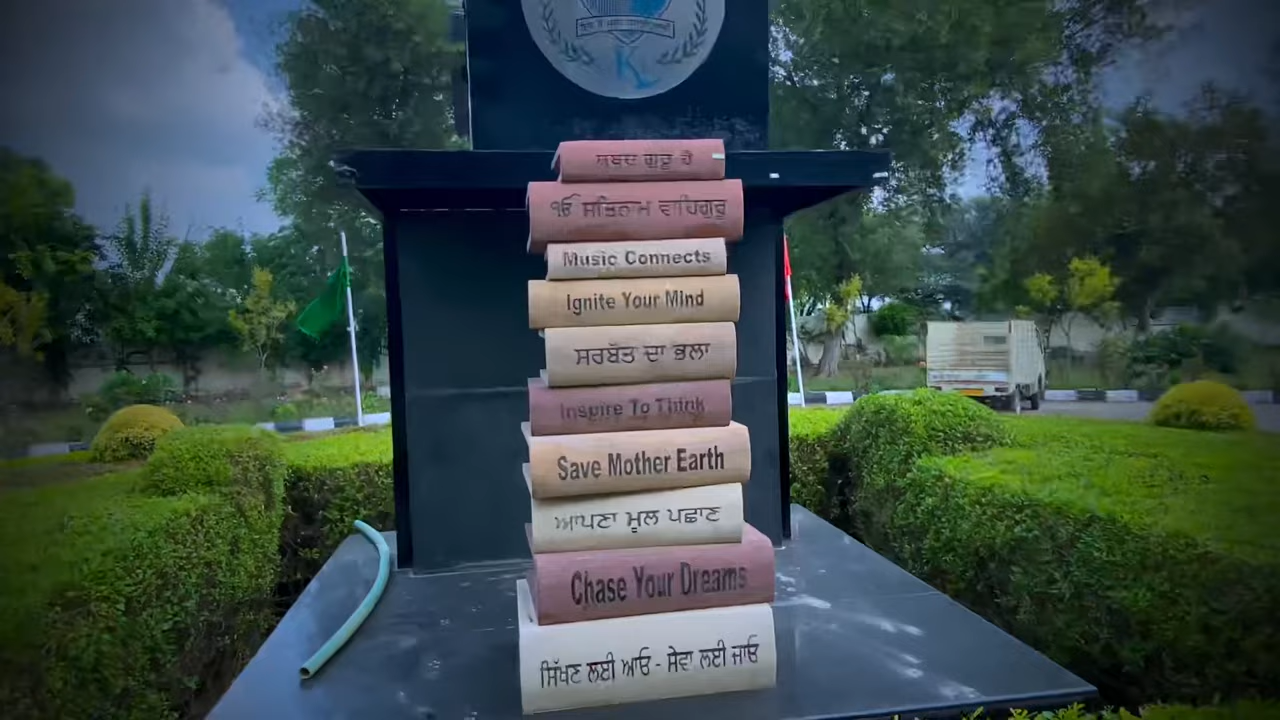 ਸ਼ਬਦ ਗੁਰੂ ਹੈ
ੴ ਸਤਿਨਾਮ ਵਾਹਿਗੁਰੂ
Music Connects
Ignite Your Mind
ਸਰਬੱਤ ਦਾ ਭਲਾ
Inspire To Think
Save Mother Earth
ਆਪਣਾ ਮੂਲ ਪਛਾਣ
Chase Your Dreams
ਸਿੱਖਣ ਲਈ ਆਓ - ਸੇਵਾ ਲਈ ਜਾਓ